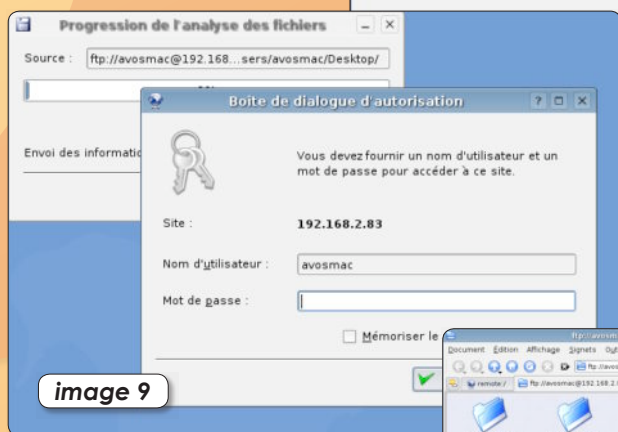 Progression de l'analyse des fichiers
Source : ftp://avosmac@192.168...sers/avosmac/Desktop/
Envoi des informatio
Boîte de dialogue d'autorisation
Vous devez fournir un nom d'utilisateur et un
mot de passe pour accéder à ce site.
Site : 192.168.2.83
Nom d'utilisateur : avosmac
Mot de passe :
Mémoriser le
Document Édition Affichage Signets
remote:/ ftp://avosmac@192.168.2.
image 9